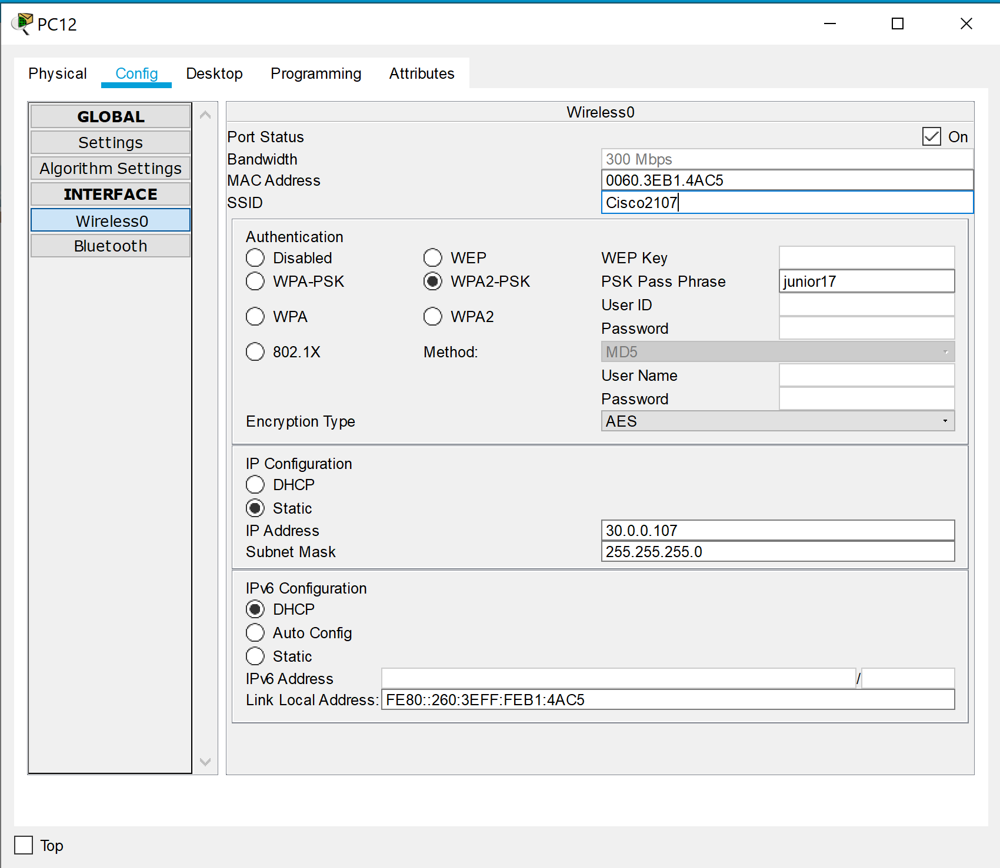 PC12
Physical Config Desktop Programming Attributes
GLOBAL
Settings
Algorithm Settings
INTERFACE
Wireless0
Bluetooth
Wireless0
Port Status On
Bandwidth 300 Mbps
MAC Address 0060.3EB1.4AC5
SSID Cisco2107
Authentication
Disabled WEP WEP Key
WPA-PSK WPA2-PSK PSK Pass Phrase junior17
User ID
WPA WPA2
Password
802.1X Method: MD5
User Name
Password
Encryption Type AES
IP Configuration
DHCP
Static
IP Address 30.0.0.107
Subnet Mask 255.255.255.0
IPv6 Configuration
DHCP
Auto Config
Static
IPv6 Address /
Link Local Address: FE80::260:3EFF:FEB1:4AC5
Top